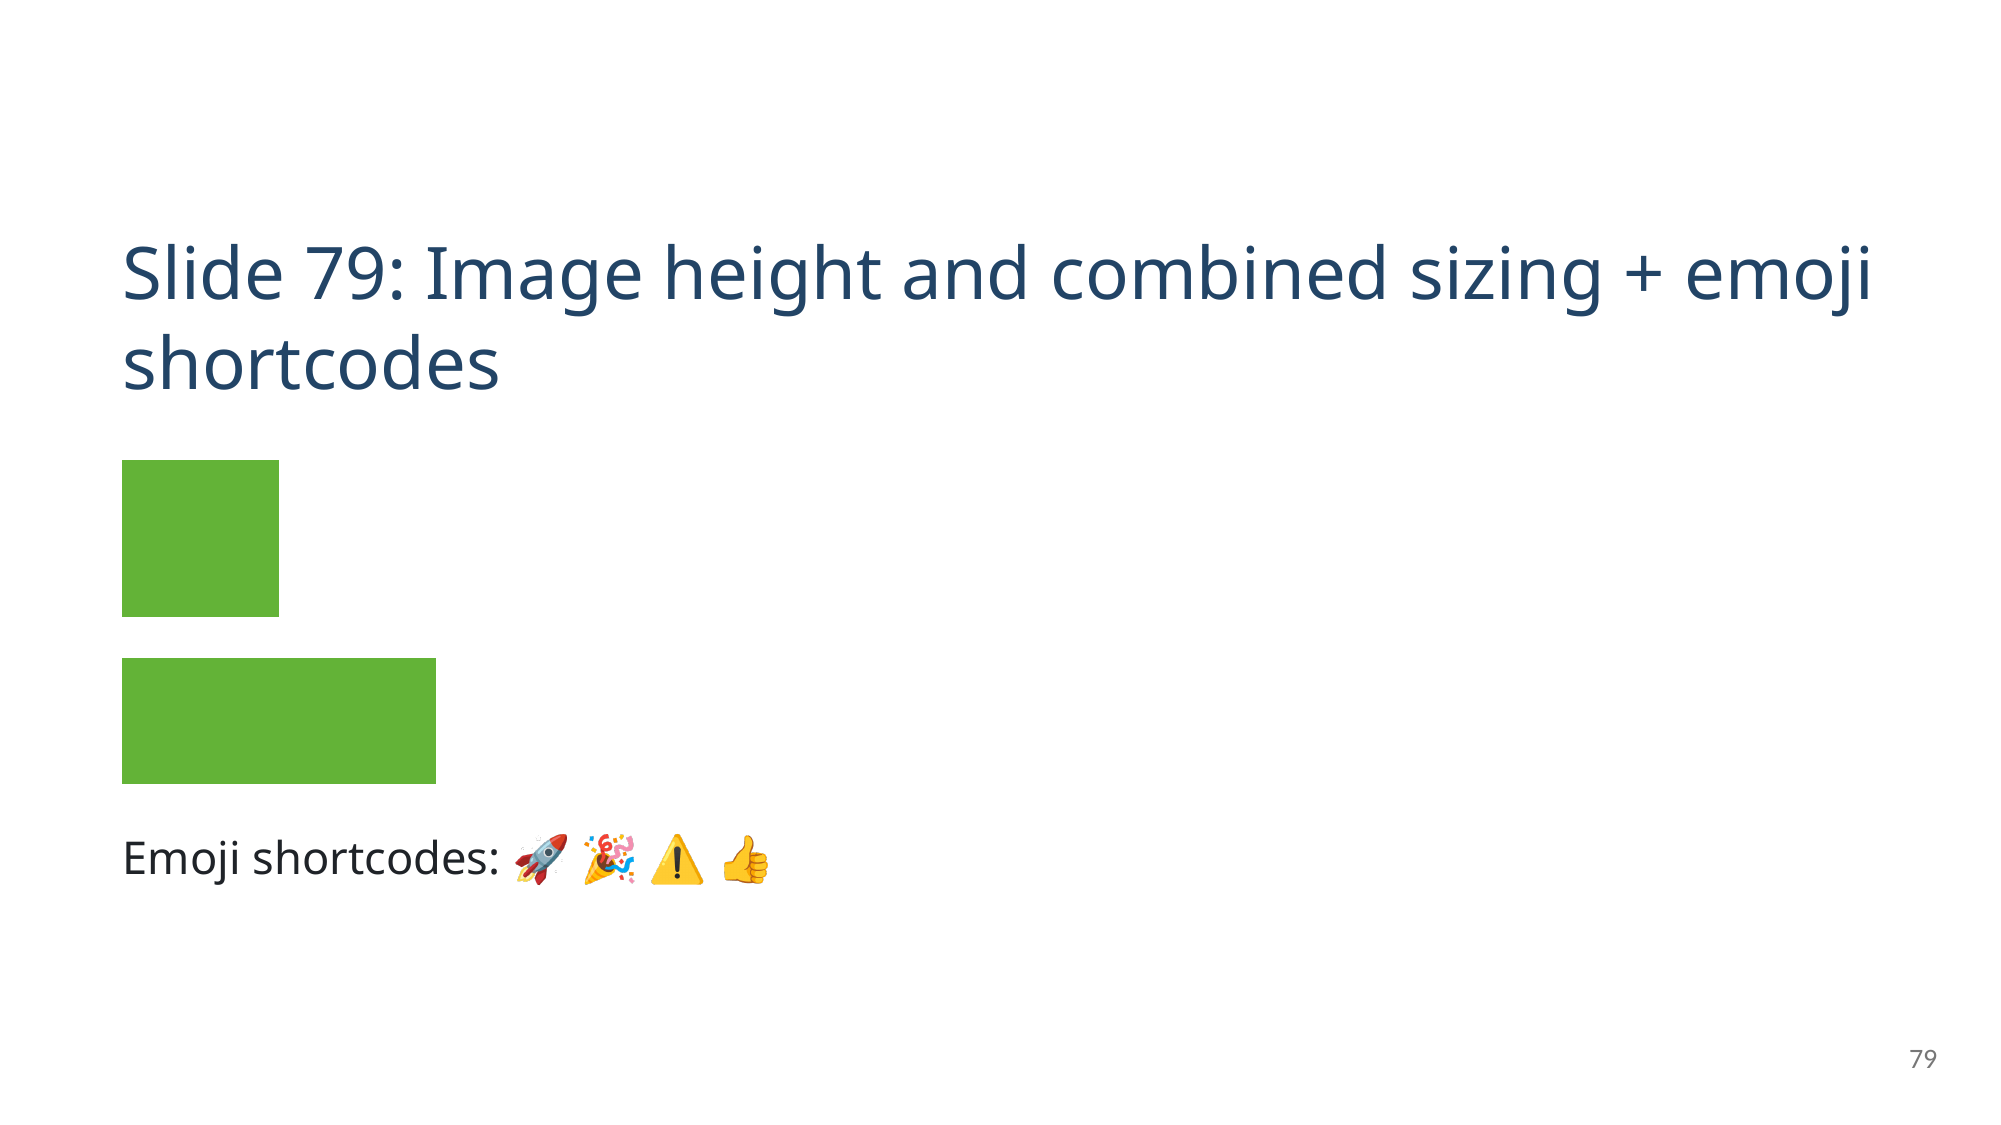 Slide 79: Image height and combined sizing + emoji
shortcodes
Emoji shortcodes: 🚀 🎉 ⚠️ 👍
79